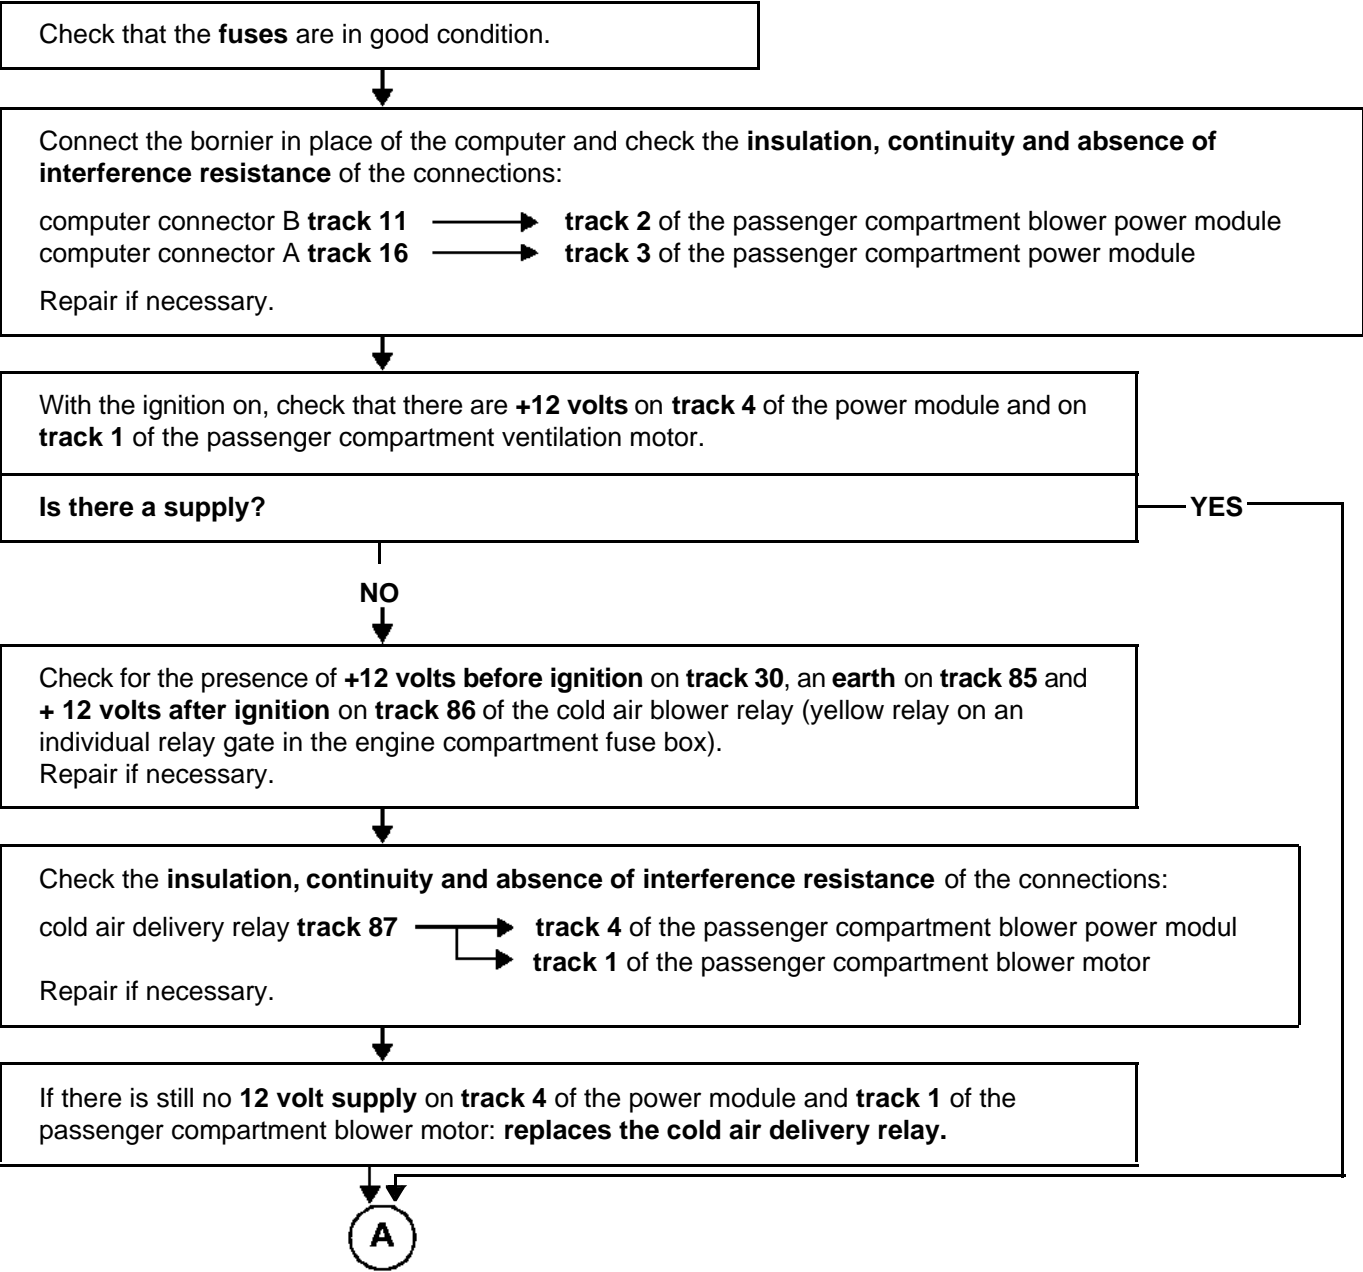 Check that the fuses are in good condition.
Connect the bornier in place of the computer and check the insulation, continuity and absence of
interference resistance of the connections:
computer connector B track 11 track 2 of the passenger compartment blower power module
computer connector A track 16 track 3 of the passenger compartment power module
Repair if necessary.
With the ignition on, check that there are +12 volts on track 4 of the power module and on
track 1 of the passenger compartment ventilation motor.
Is there a supply?
YES
NO
Check for the presence of +12 volts before ignition on track 30, an earth on track 85 and
+ 12 volts after ignition on track 86 of the cold air blower relay (yellow relay on an
individual relay gate in the engine compartment fuse box).
Repair if necessary.
Check the insulation, continuity and absence of interference resistance of the connections:
cold air delivery relay track 87 track 4 of the passenger compartment blower power modul
track 1 of the passenger compartment blower motor
Repair if necessary.
If there is still no 12 volt supply on track 4 of the power module and track 1 of the
passenger compartment blower motor: replaces the cold air delivery relay.
A